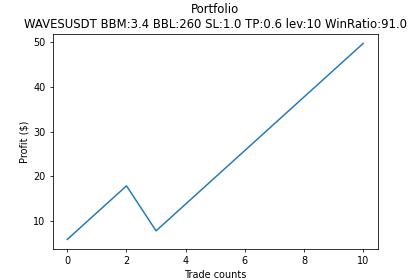 Portfolio
WAVESUSDT BBM:3.4 BBL:260 SL:1.0 TP:0.6 lev:10 WinRatio:91.0
50
40
30
20
10
Profit ($)
0 2 4 6 8 10
Trade counts